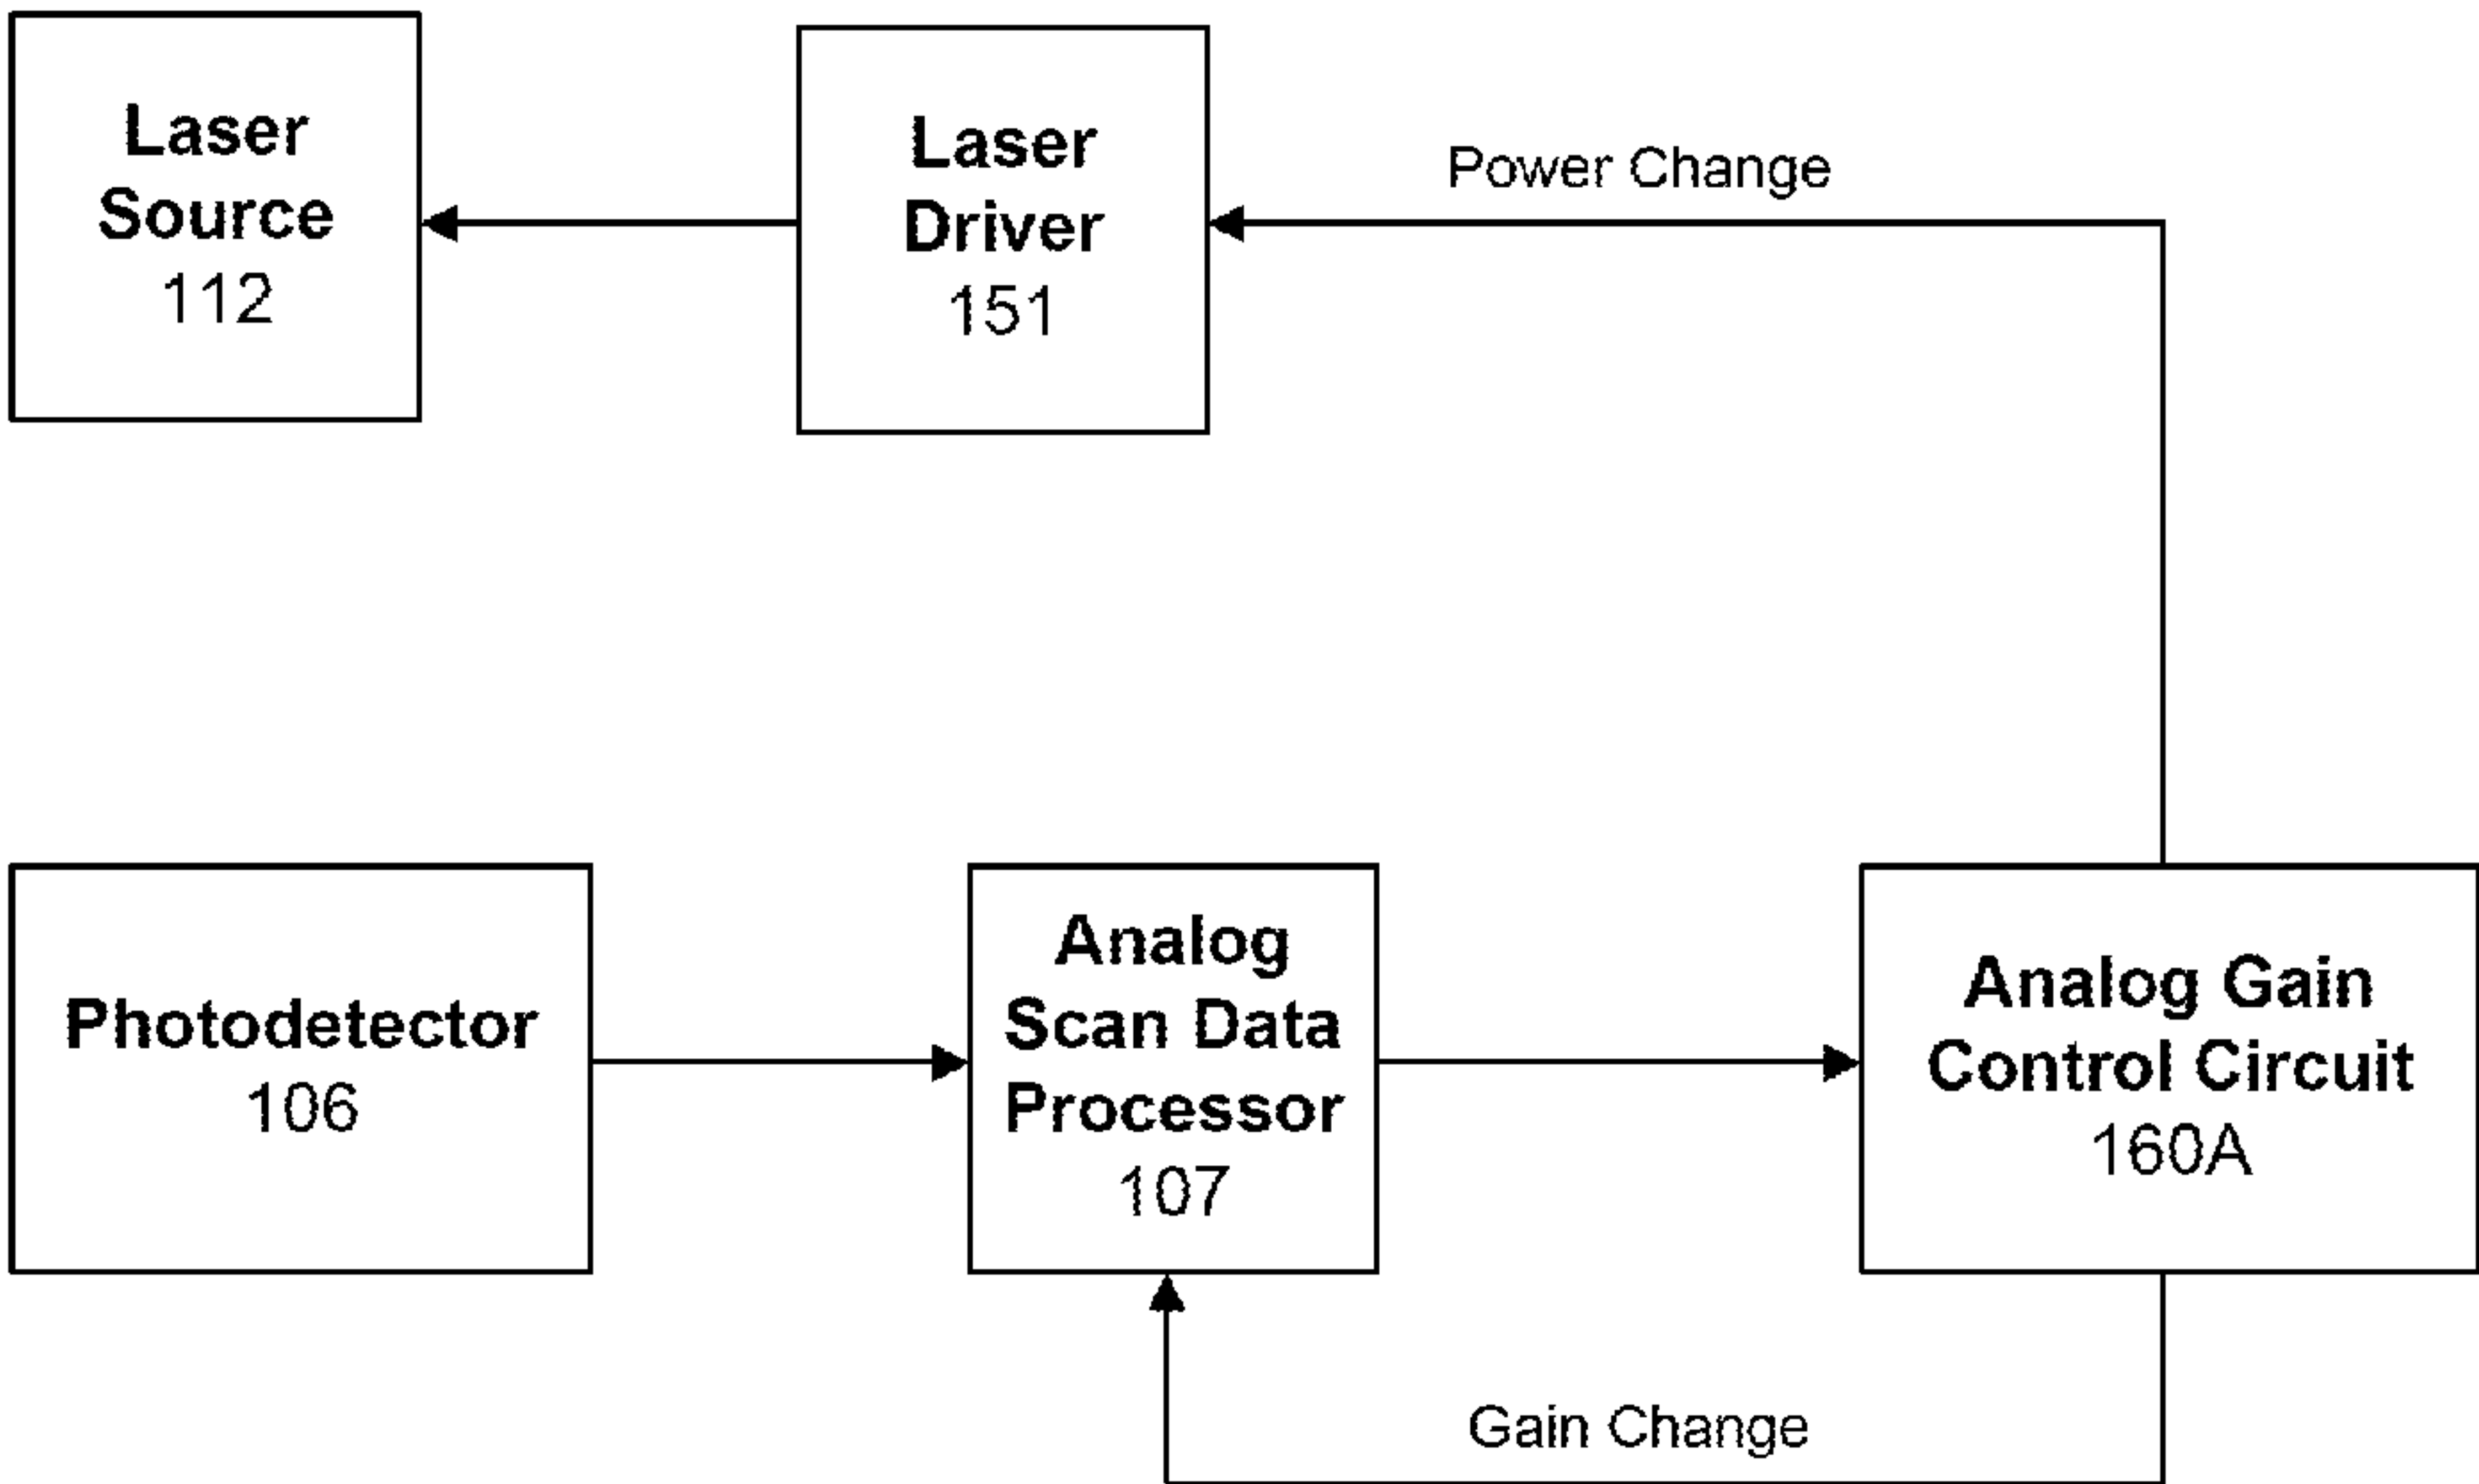 Laser
Source
112
Laser
Driver
151
Power Change
Photodetector
106
Analog
Scan Data
Processor
107
Analog Gain
Control Circuit
160A
Gain Change